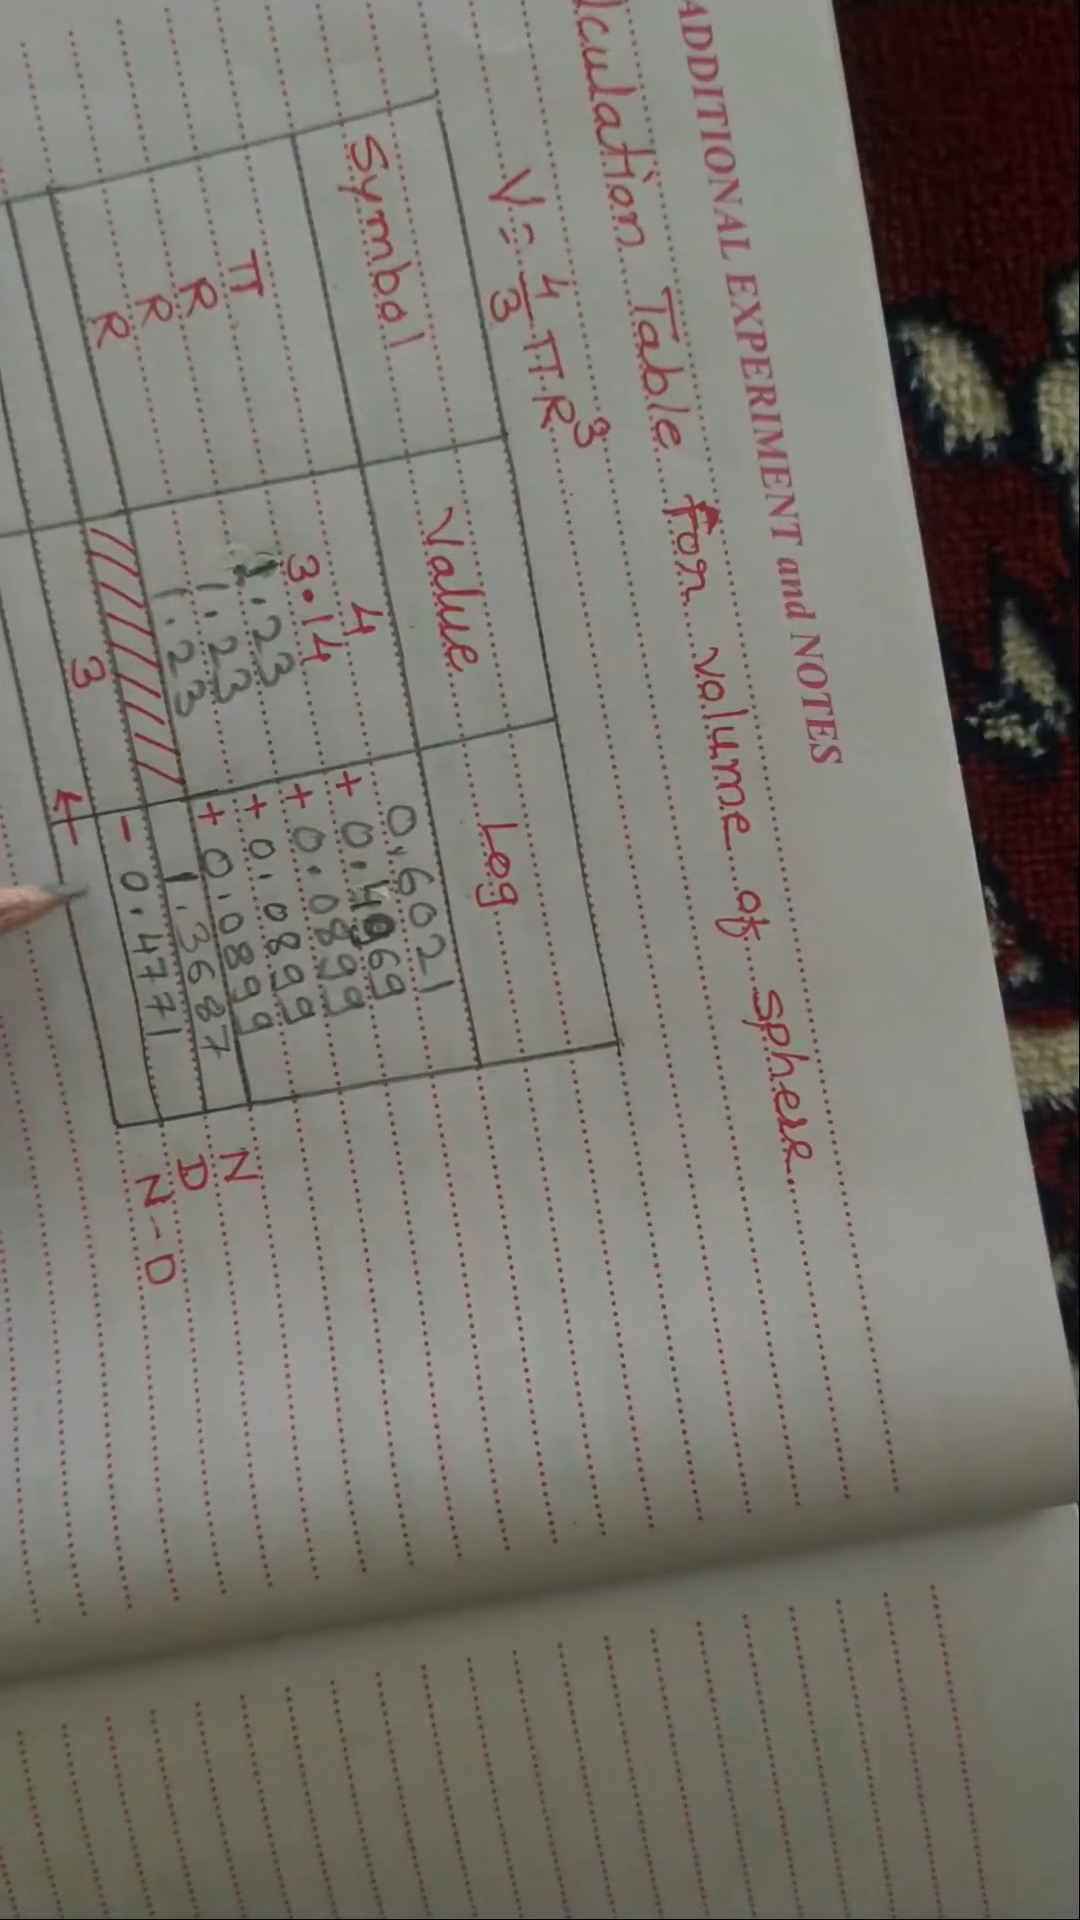 ADDITIONAL EXPERIMENT and NOTES
lculation Table for volume of sphere.
V = 4/3 π R³
Symbol Value Log
4 0.6021
π 3.14 + 0.4969
R 1.23 + 0.0899
R 1.23 + 0.0899
R 1.23 + 0.0899
1.3687 N
3 - 0.4771 D
N-D